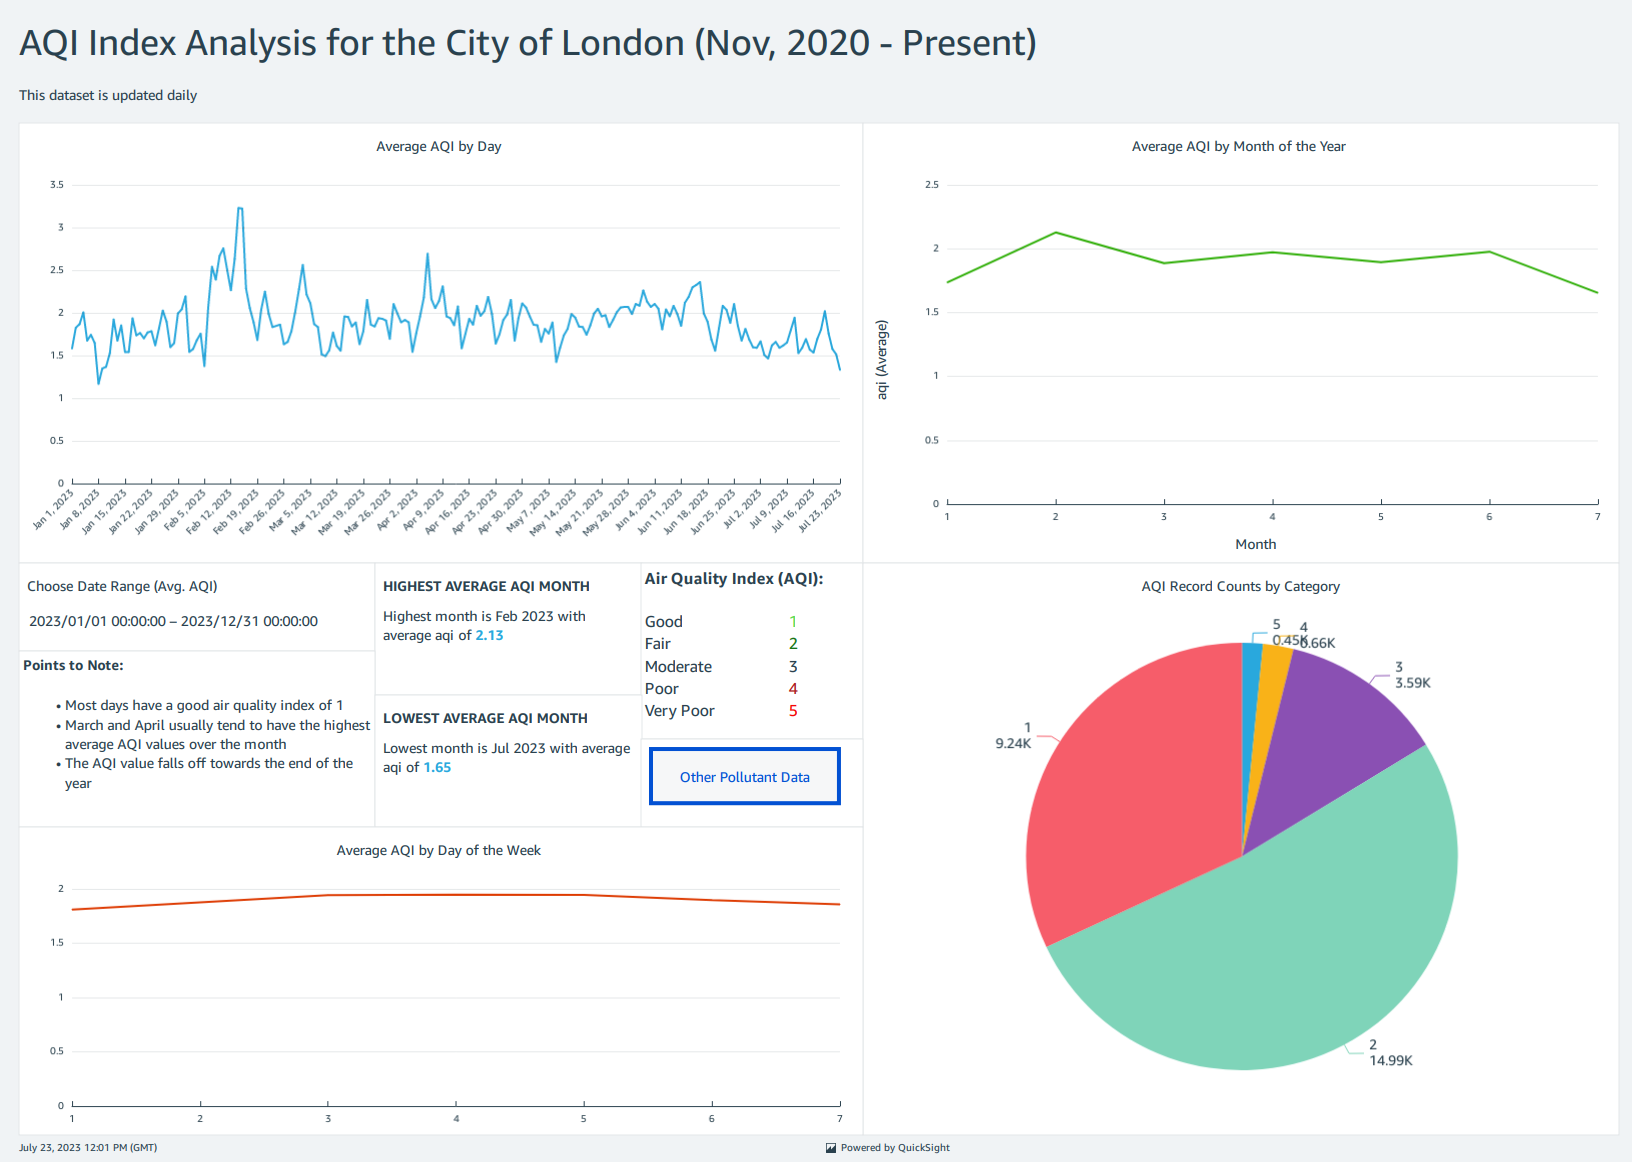 AQI Index Analysis for the City of London (Nov, 2020 - Present)
This dataset is updated daily
Average AQI by Day
3.5
3
2.5
2
1.5
1
0.5
0
Jan 1, 2023
Jan 8, 2023
Jan 15, 2023
Jan 22, 2023
Jan 29, 2023
Feb 5, 2023
Feb 12, 2023
Feb 19, 2023
Feb 26, 2023
Mar 5, 2023
Mar 12, 2023
Mar 19, 2023
Mar 26, 2023
Apr 2, 2023
Apr 9, 2023
Apr 16, 2023
Apr 23, 2023
Apr 30, 2023
May 7, 2023
May 14, 2023
May 21, 2023
May 28, 2023
Jun 4, 2023
Jun 11, 2023
Jun 18, 2023
Jun 25, 2023
Jul 2, 2023
Jul 9, 2023
Jul 16, 2023
Jul 23, 2023
Average AQI by Month of the Year
2.5
2
1.5
1
0.5
0
aqi (Average)
1 2 3 4 5 6 7
Month
Choose Date Range (Avg. AQI)
2023/01/01 00:00:00 – 2023/12/31 00:00:00
Points to Note:
• Most days have a good air quality index of 1
• March and April usually tend to have the highest
average AQI values over the month
• The AQI value falls off towards the end of the
year
HIGHEST AVERAGE AQI MONTH
Highest month is Feb 2023 with
average aqi of 2.13
LOWEST AVERAGE AQI MONTH
Lowest month is Jul 2023 with average
aqi of 1.65
Air Quality Index (AQI):
Good 1
Fair 2
Moderate 3
Poor 4
Very Poor 5
Other Pollutant Data
AQI Record Counts by Category
5
0.45K
4
0.66K
3
3.59K
1
9.24K
2
14.99K
Average AQI by Day of the Week
2
1.5
1
0.5
0
1 2 3 4 5 6 7
July 23, 2023 12:01 PM (GMT)
Powered by QuickSight